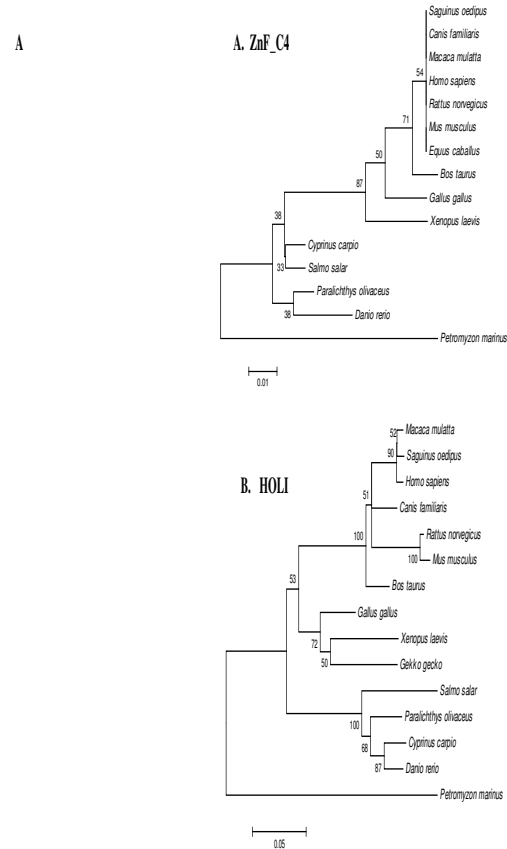 A
A. ZnF_C4
Saguinus oedipus
Canis familiaris
Macaca mulatta
54
Homo sapiens
Rattus norvegicus
71
Mus musculus
Equus caballus
50
Bos taurus
87
Gallus gallus
38
Xenopus laevis
Cyprinus carpio
33
Salmo salar
Paralichthys olivaceus
38
Danio rerio
Petromyzon marinus
0.01
52
Macaca mulatta
90
Saguinus oedipus
B. HOLI
Homo sapiens
51
Canis familiaris
100
Rattus norvegicus
100
Mus musculus
53
Bos taurus
Gallus gallus
72
Xenopus laevis
50
Gekko gecko
Salmo salar
100
Paralichthys olivaceus
68
Cyprinus carpio
87
Danio rerio
Petromyzon marinus
0.05